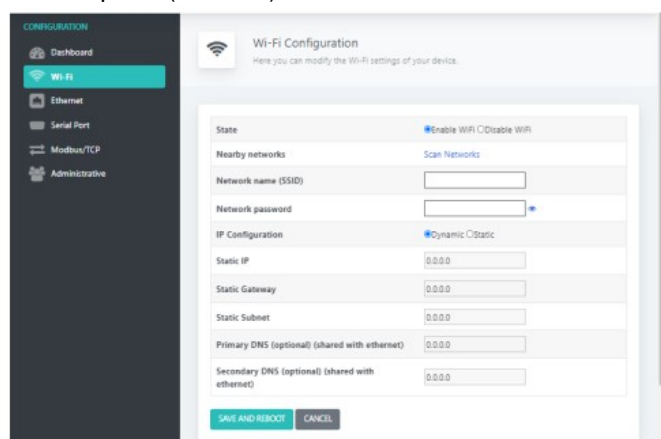 CONFIGURATION
Dashboard
Wi-Fi
Ethernet
Serial Port
Modbus/TCP
Administrative
Wi-Fi Configuration
Here you can modify the Wi-Fi settings of your device.
State Enable WiFi Disable WiFi
Nearby networks Scan Networks
Network name (SSID)
Network password
IP Configuration Dynamic Static
Static IP 0.0.0.0
Static Gateway 0.0.0.0
Static Subnet 0.0.0.0
Primary DNS (optional) (shared with ethernet) 0.0.0.0
Secondary DNS (optional) (shared with
ethernet) 0.0.0.0
SAVE AND REBOOT CANCEL